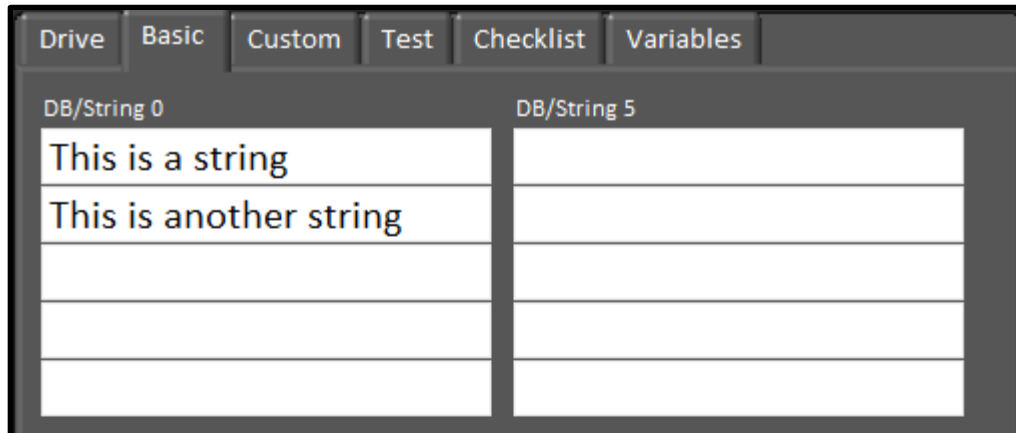 Drive Basic Custom Test Checklist Variables
DB/String 0 DB/String 5
This is a string
This is another string